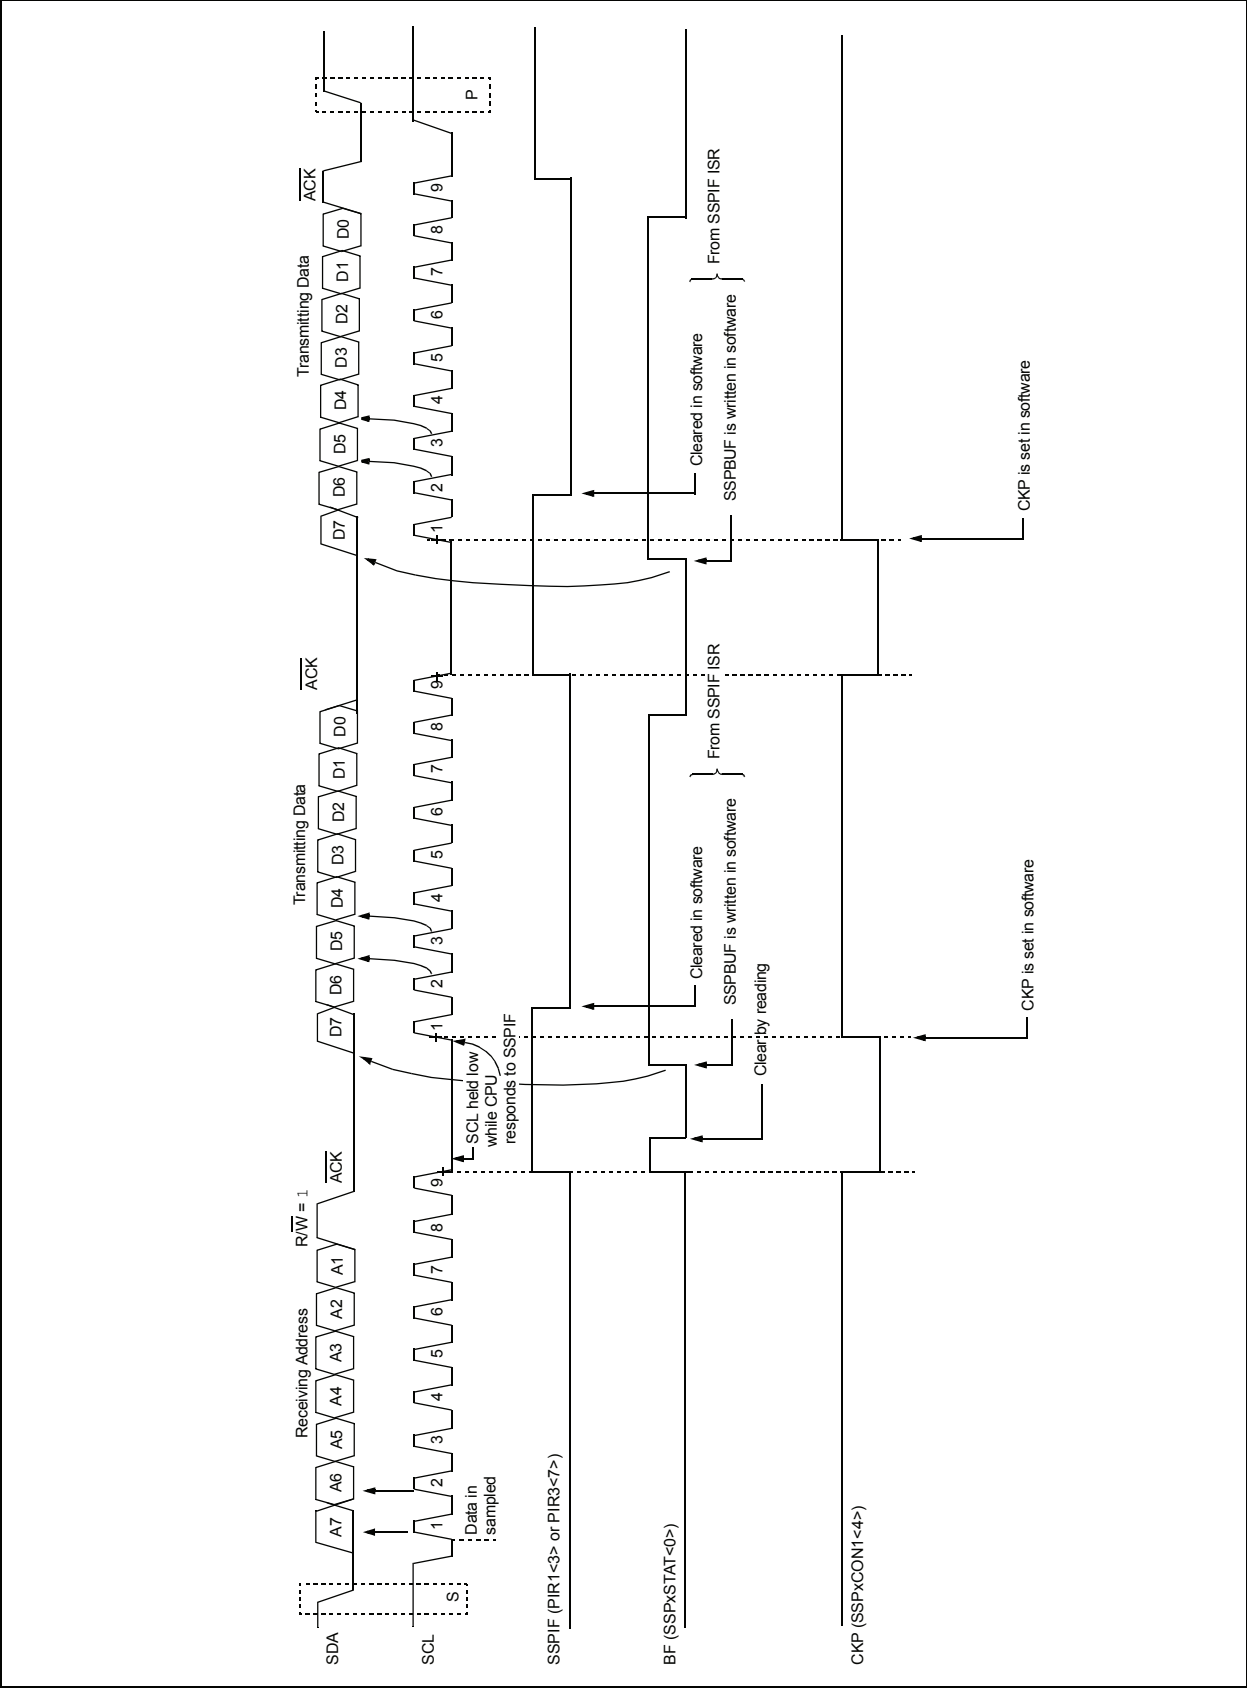 Receiving Address
R/W = 1
ACK
Transmitting Data
ACK
Transmitting Data
ACK
SDA
A7
A6
A5
A4
A3
A2
A1
D7
D6
D5
D4
D3
D2
D1
D0
D7
D6
D5
D4
D3
D2
D1
D0
SCL
S
1
2
3
4
5
6
7
8
9
1
2
3
4
5
6
7
8
9
1
2
3
4
5
6
7
8
9
P
Data in
sampled
SCL held low
while CPU
responds to SSPIF
SSPIF (PIR1<3> or PIR3<7>)
Cleared in software
From SSPIF ISR
Cleared in software
From SSPIF ISR
BF (SSPxSTAT<0>)
SSPBUF is written in software
SSPBUF is written in software
Clear by reading
CKP (SSPxCON1<4>)
CKP is set in software
CKP is set in software